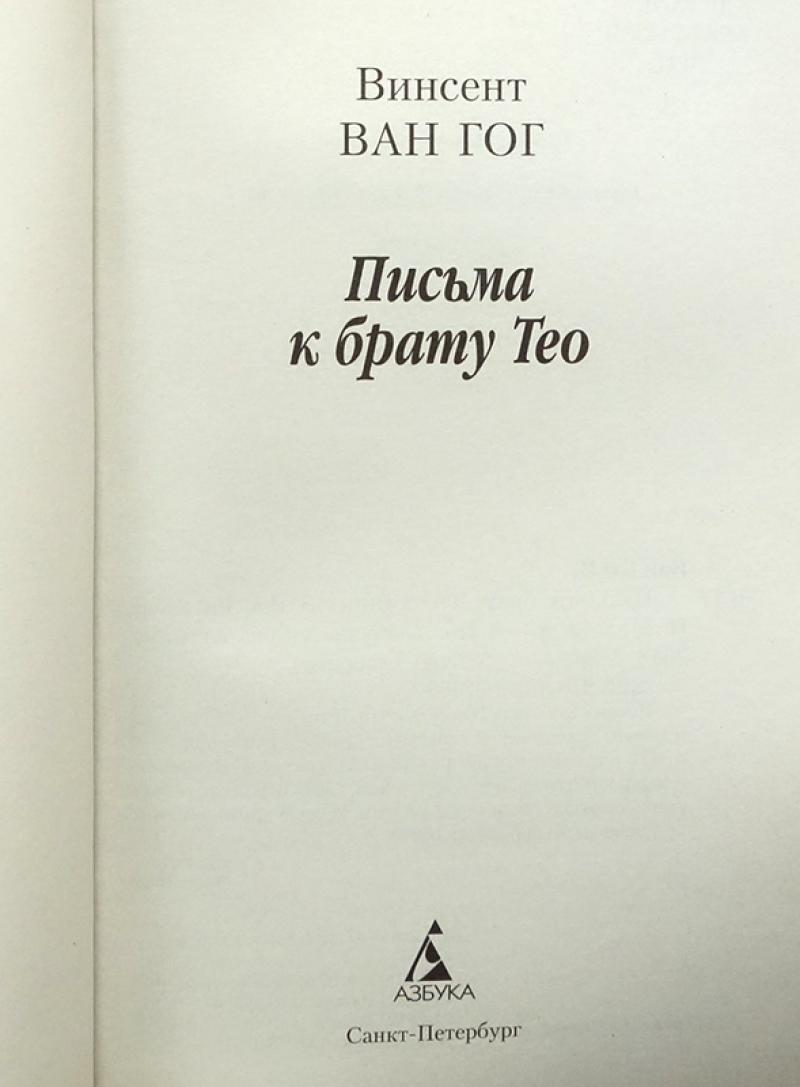 Винсент
ВАН ГОГ
Письма
к брату Тео
АЗБУКА
Санкт-Петербург